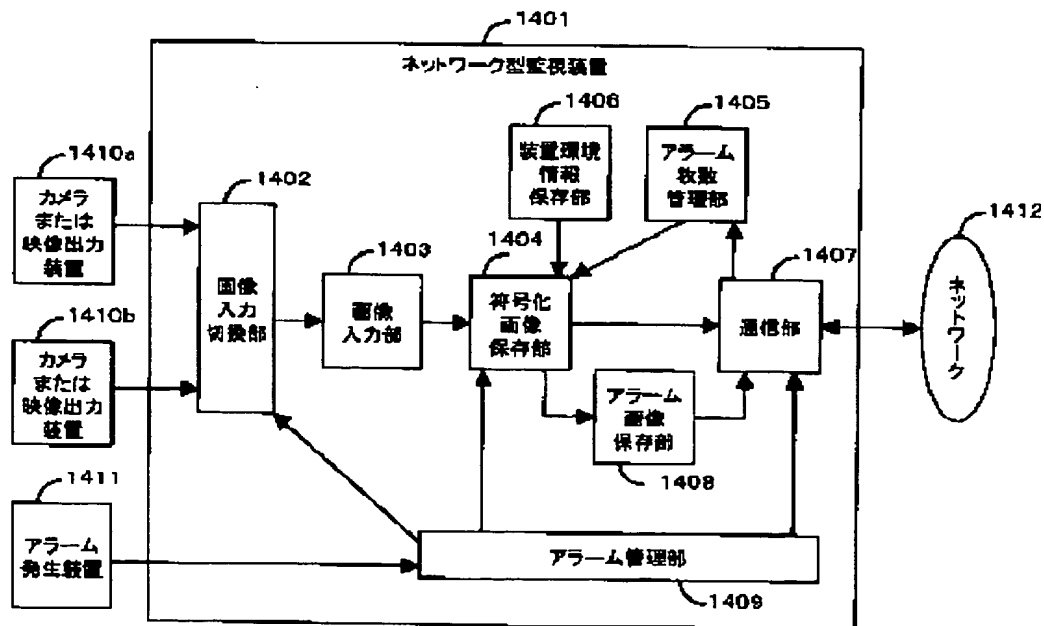 1401
ネットワーク型監視装置
1406
装置環境
情報
保存部
1405
アラーム
枚数
管理部
1410a
カメラ
または
映像出力
装置
1402
画像
入力
切換部
1403
画像
入力部
1404
符号化
画像
保存部
1407
通信部
1412
ネットワーク
1410b
カメラ
または
映像出力
装置
アラーム
画像
保存部
1408
1411
アラーム
発生装置
アラーム管理部
1409